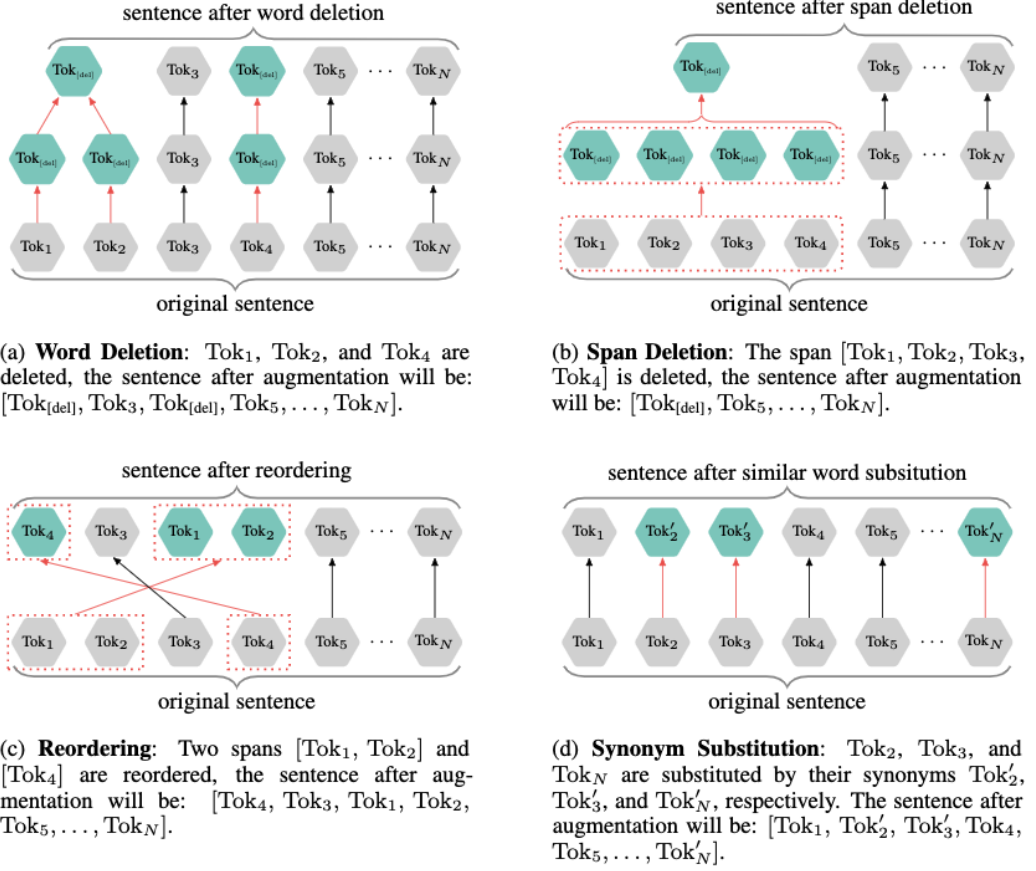 sentence after word deletion
Tok[del] Tok3 Tok[del] Tok5 ... TokN
Tok[del] Tok[del] Tok3 Tok[del] Tok5 ... TokN
Tok1 Tok2 Tok3 Tok4 Tok5 ... TokN
original sentence
(a) Word Deletion: Tok1, Tok2, and Tok4 are
deleted, the sentence after augmentation will be:
[Tok[del], Tok3, Tok[del], Tok5, . . . , TokN].
sentence after span deletion
Tok[del] Tok5 ... TokN
Tok[del] Tok[del] Tok[del] Tok[del] Tok5 ... TokN
Tok1 Tok2 Tok3 Tok4 Tok5 ... TokN
original sentence
(b) Span Deletion: The span [Tok1, Tok2, Tok3,
Tok4] is deleted, the sentence after augmentation
will be: [Tok[del], Tok5, . . . , TokN].
sentence after reordering
Tok4 Tok3 Tok1 Tok2 Tok5 ... TokN
Tok1 Tok2 Tok3 Tok4 Tok5 ... TokN
original sentence
(c) Reordering: Two spans [Tok1, Tok2] and
[Tok4] are reordered, the sentence after aug-
mentation will be: [Tok4, Tok3, Tok1, Tok2,
Tok5, . . . , TokN].
sentence after similar word subsitution
Tok1 Tok′2 Tok′3 Tok4 Tok5 ... Tok′N
Tok1 Tok2 Tok3 Tok4 Tok5 ... TokN
original sentence
(d) Synonym Substitution: Tok2, Tok3, and
TokN are substituted by their synonyms Tok′2,
Tok′3, and Tok′N, respectively. The sentence after
augmentation will be: [Tok1, Tok′2, Tok′3, Tok4,
Tok5, . . . , Tok′N].